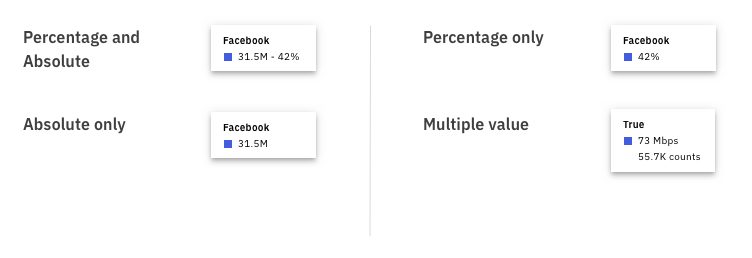 Percentage and
Absolute
Facebook
31.5M - 42%
Absolute only
Facebook
31.5M
Percentage only
Facebook
42%
Multiple value
True
73 Mbps
55.7K counts